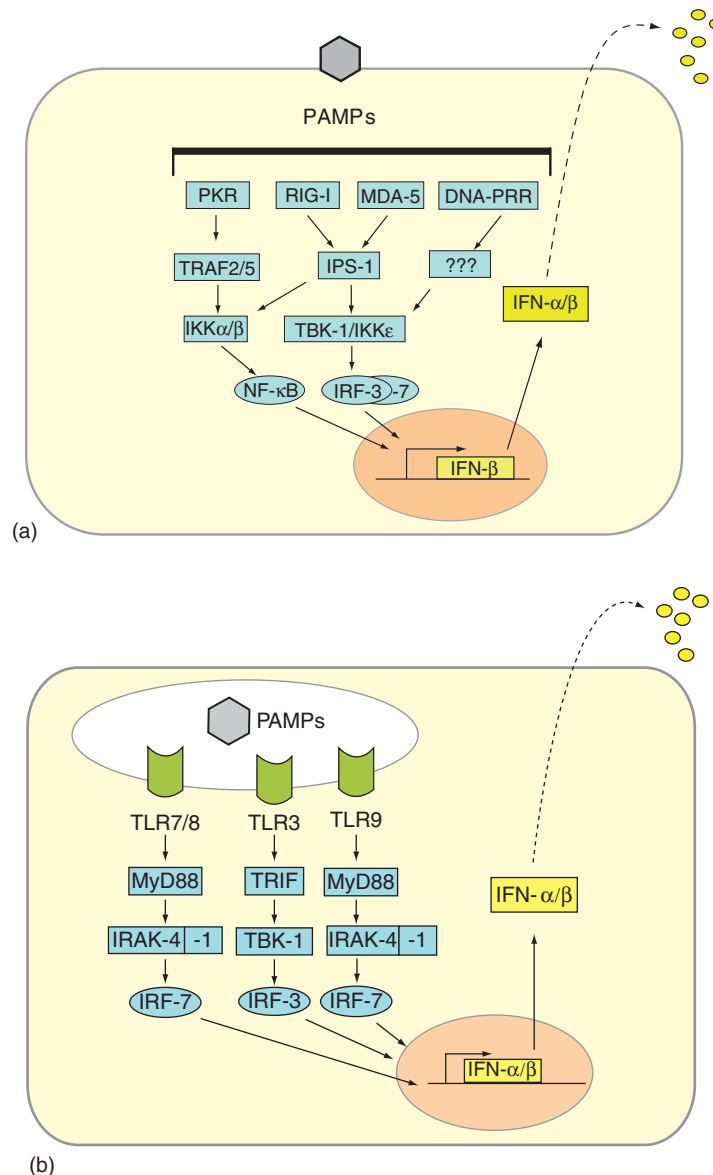 PAMPs
PKR RIG-I MDA-5 DNA-PRR
TRAF2/5 IPS-1 ???
IFN-α/β
IKKα/β TBK-1/IKKε
NF-κB IRF-3 -7
IFN-β
(a)
PAMPs
TLR7/8 TLR3 TLR9
MyD88 TRIF MyD88
IFN- α/β
IRAK-4 -1 TBK-1 IRAK-4 -1
IRF-7 IRF-3 IRF-7
IFN-α/β
(b)